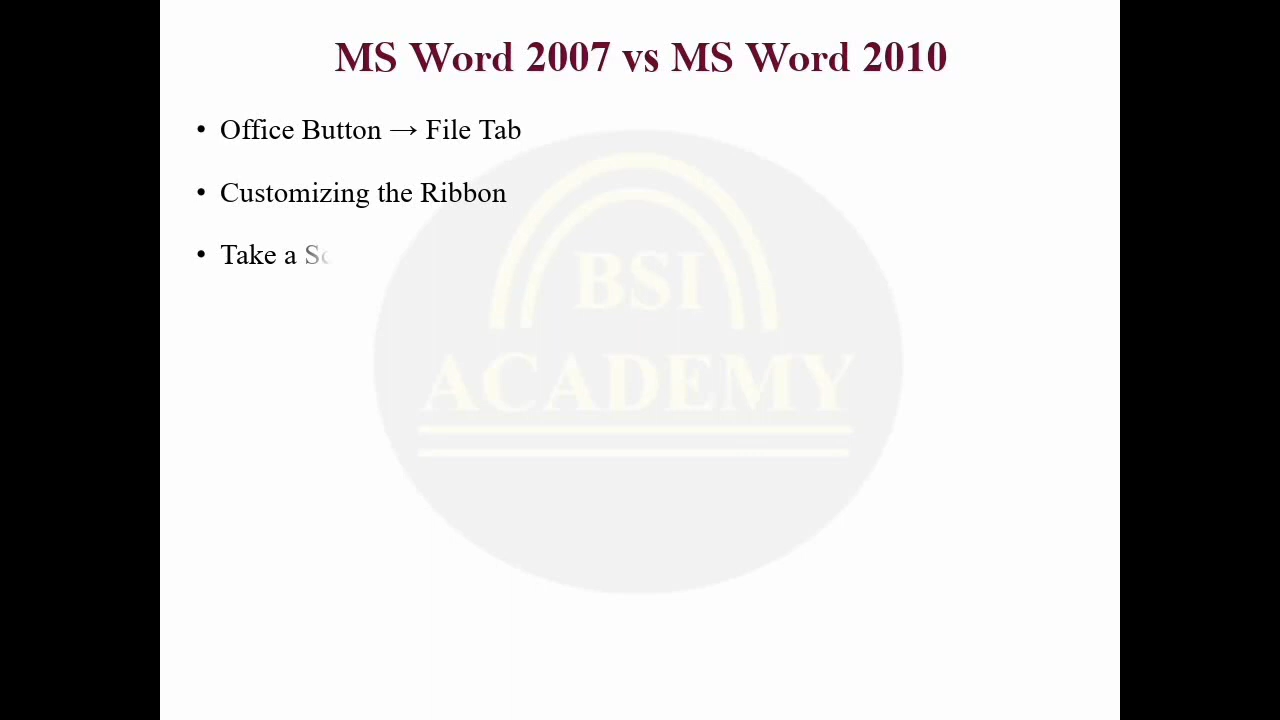 MS Word 2007 vs MS Word 2010
• Office Button → File Tab
• Customizing the Ribbon
• Take a
BSI
ACADEMY